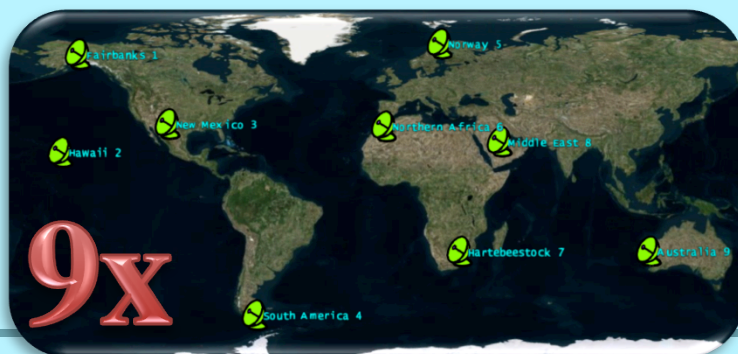 Fairbanks 1
Norway 5
New Mexico 3
Northern Africa 6
Middle East 8
Hawaii 2
Hartebeestock 7
Australia 9
9x
South America 4